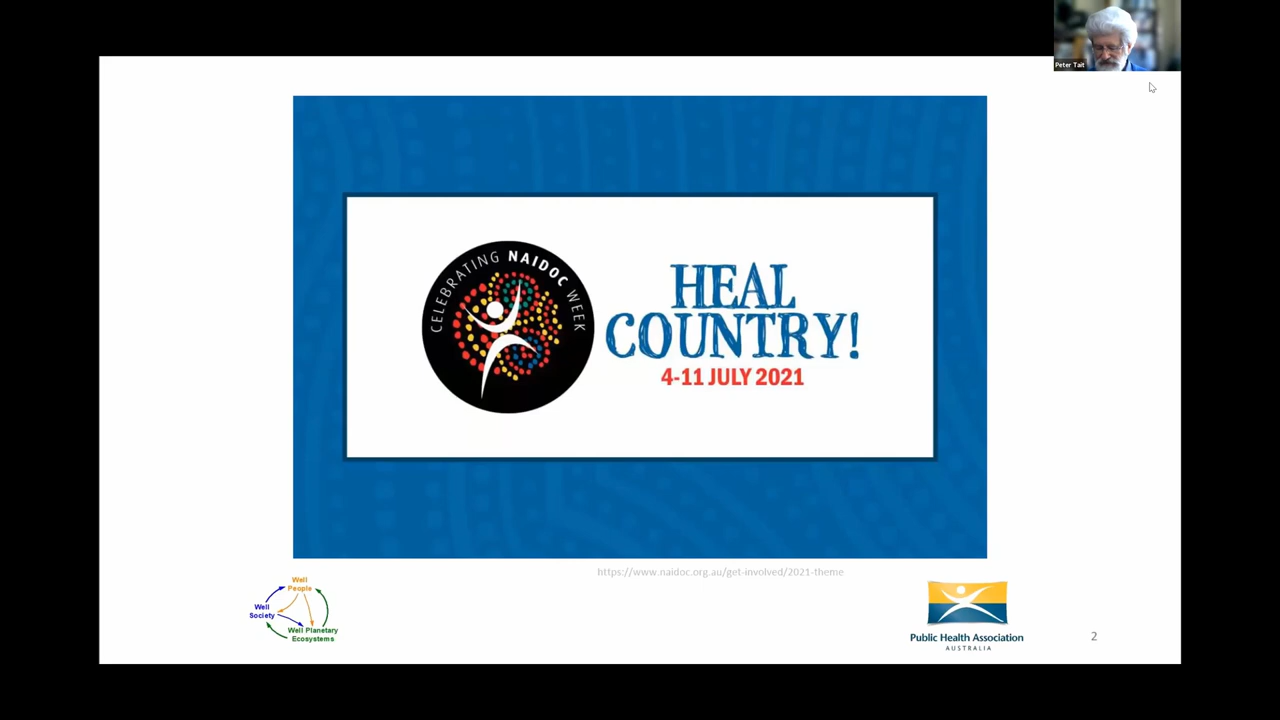 Peter Tait
CELEBRATING NAIDOC WEEK
HEAL
COUNTRY!
4-11 JULY 2021
https://www.naidoc.org.au/get-involved/2021-theme
Well
People
Well
Society
Well Planetary
Ecosystems
Public Health Association
AUSTRALIA
2